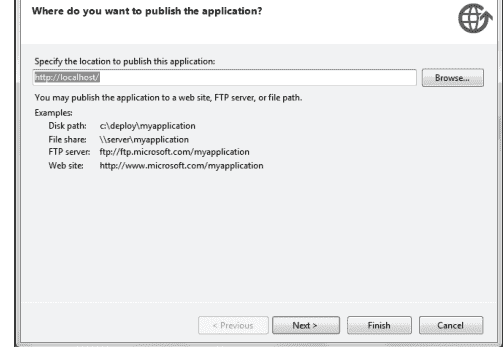 Where do you want to publish the application?
Specify the location to publish this application:
http://localhost/
Browse...
You may publish the application to a web site, FTP server, or file path.
Examples:
Disk path: c:\deploy\myapplication
File share: \\server\myapplication
FTP server: ftp://ftp.microsoft.com/myapplication
Web site: http://www.microsoft.com/myapplication
< Previous
Next >
Finish
Cancel